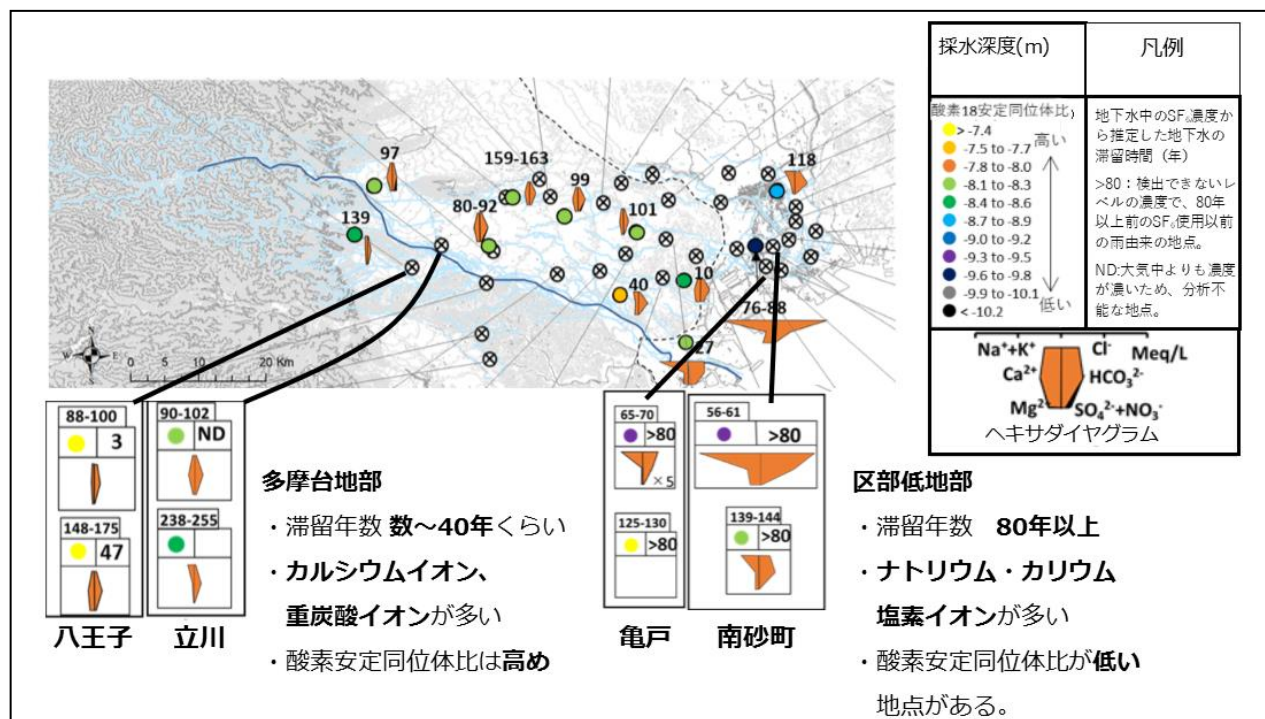 採水深度(m)
凡例
酸素18安定同位体比)
> -7.4
-7.5 to -7.7
-7.8 to -8.0
-8.1 to -8.3
-8.4 to -8.6
-8.7 to -8.9
-9.0 to -9.2
-9.3 to -9.5
-9.6 to -9.8
-9.9 to -10.1
< -10.2
高い
低い
地下水中のSF₆濃度か
ら推定した地下水の
滞留時間（年）
>80：検出できないレ
ベルの濃度で、80年
以上前のSF₆使用以前
の雨由来の地点。
ND:大気中よりも濃度
が濃いため、分析不
能な地点。
Na⁺+K⁺
Cl⁻
Meq/L
Ca²⁺
HCO₃²⁻
Mg²⁺
SO₄²⁻+NO₃⁻
ヘキサダイヤグラム
97
159-163
99
118
139
80-92
101
40
10
76-88
27
N
W
E
S
0 5 10 20 Km
88-100
3
148-175
47
八王子
90-102
ND
238-255
立川
多摩台地部
・滞留年数 数～40年くらい
・カルシウムイオン、
重炭酸イオンが多い
・酸素安定同位体比は高め
65-70
>80
×5
125-130
>80
亀戸
56-61
>80
139-144
>80
南砂町
区部低地部
・滞留年数 80年以上
・ナトリウム・カリウム
塩素イオンが多い
・酸素安定同位体比が低い
地点がある。